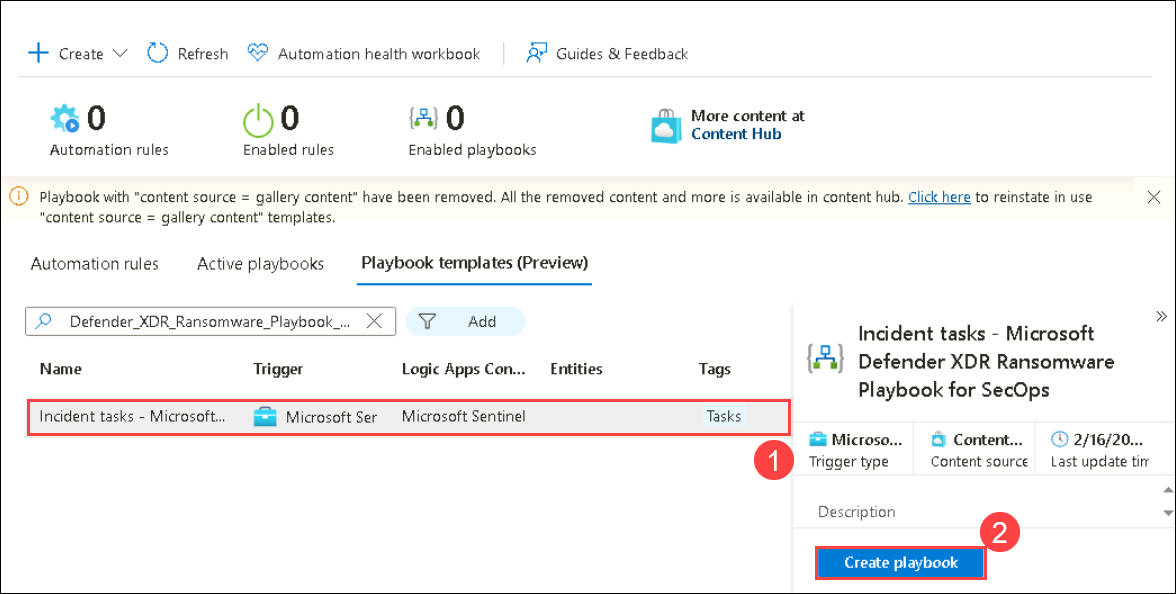 Create
Refresh
Automation health workbook
Guides & Feedback
0
Automation rules
0
Enabled rules
0
Enabled playbooks
More content at
Content Hub
Playbook with "content source = gallery content" have been removed. All the removed content and more is available in content hub. Click here to reinstate in use
"content source = gallery content" templates.
Automation rules
Active playbooks
Playbook templates (Preview)
Defender_XDR_Ransomware_Playbook_...
Add
Name
Trigger
Logic Apps Con...
Entities
Tags
Incident tasks - Microsoft...
Microsoft Ser
Microsoft Sentinel
Tasks
1
Incident tasks - Microsoft
Defender XDR Ransomware
Playbook for SecOps
Microso...
Trigger type
Content...
Content source
2/16/20...
Last update tim
Description
2
Create playbook